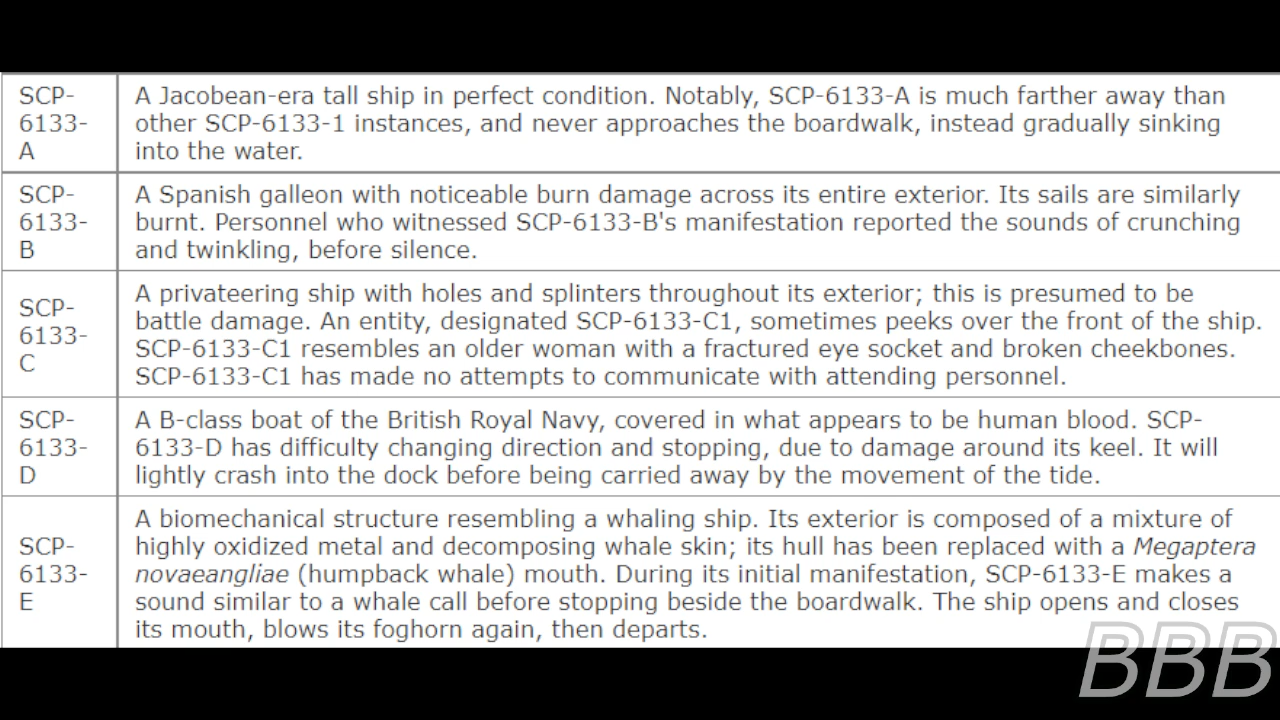 SCP-
6133-
A
A Jacobean-era tall ship in perfect condition. Notably, SCP-6133-A is much farther away than
other SCP-6133-1 instances, and never approaches the boardwalk, instead gradually sinking
into the water.
SCP-
6133-
B
A Spanish galleon with noticeable burn damage across its entire exterior. Its sails are similarly
burnt. Personnel who witnessed SCP-6133-B's manifestation reported the sounds of crunching
and twinkling, before silence.
SCP-
6133-
C
A privateering ship with holes and splinters throughout its exterior; this is presumed to be
battle damage. An entity, designated SCP-6133-C1, sometimes peeks over the front of the ship.
SCP-6133-C1 resembles an older woman with a fractured eye socket and broken cheekbones.
SCP-6133-C1 has made no attempts to communicate with attending personnel.
SCP-
6133-
D
A B-class boat of the British Royal Navy, covered in what appears to be human blood. SCP-
6133-D has difficulty changing direction and stopping, due to damage around its keel. It will
lightly crash into the dock before being carried away by the movement of the tide.
SCP-
6133-
E
A biomechanical structure resembling a whaling ship. Its exterior is composed of a mixture of
highly oxidized metal and decomposing whale skin; its hull has been replaced with a Megaptera
novaeangliae (humpback whale) mouth. During its initial manifestation, SCP-6133-E makes a
sound similar to a whale call before stopping beside the boardwalk. The ship opens and closes
its mouth, blows its foghorn again, then departs.
BBB